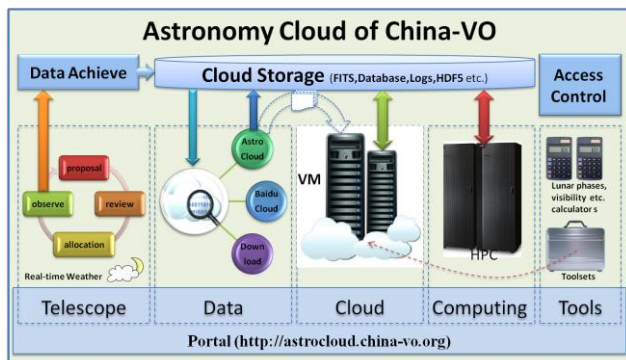 Astronomy Cloud of China-VO
Data Achieve
Cloud Storage (FITS,Database,Logs,HDF5 etc.)
Access
Control
proposal
observe
review
allocation
Real-time Weather
Astro
Cloud
Baidu
Cloud
Down
load
VM
HPC
Lunar phases,
visibility etc.
calculator s
Toolsets
Telescope
Data
Cloud
Computing
Tools
Portal (http://astrocloud.china-vo.org)